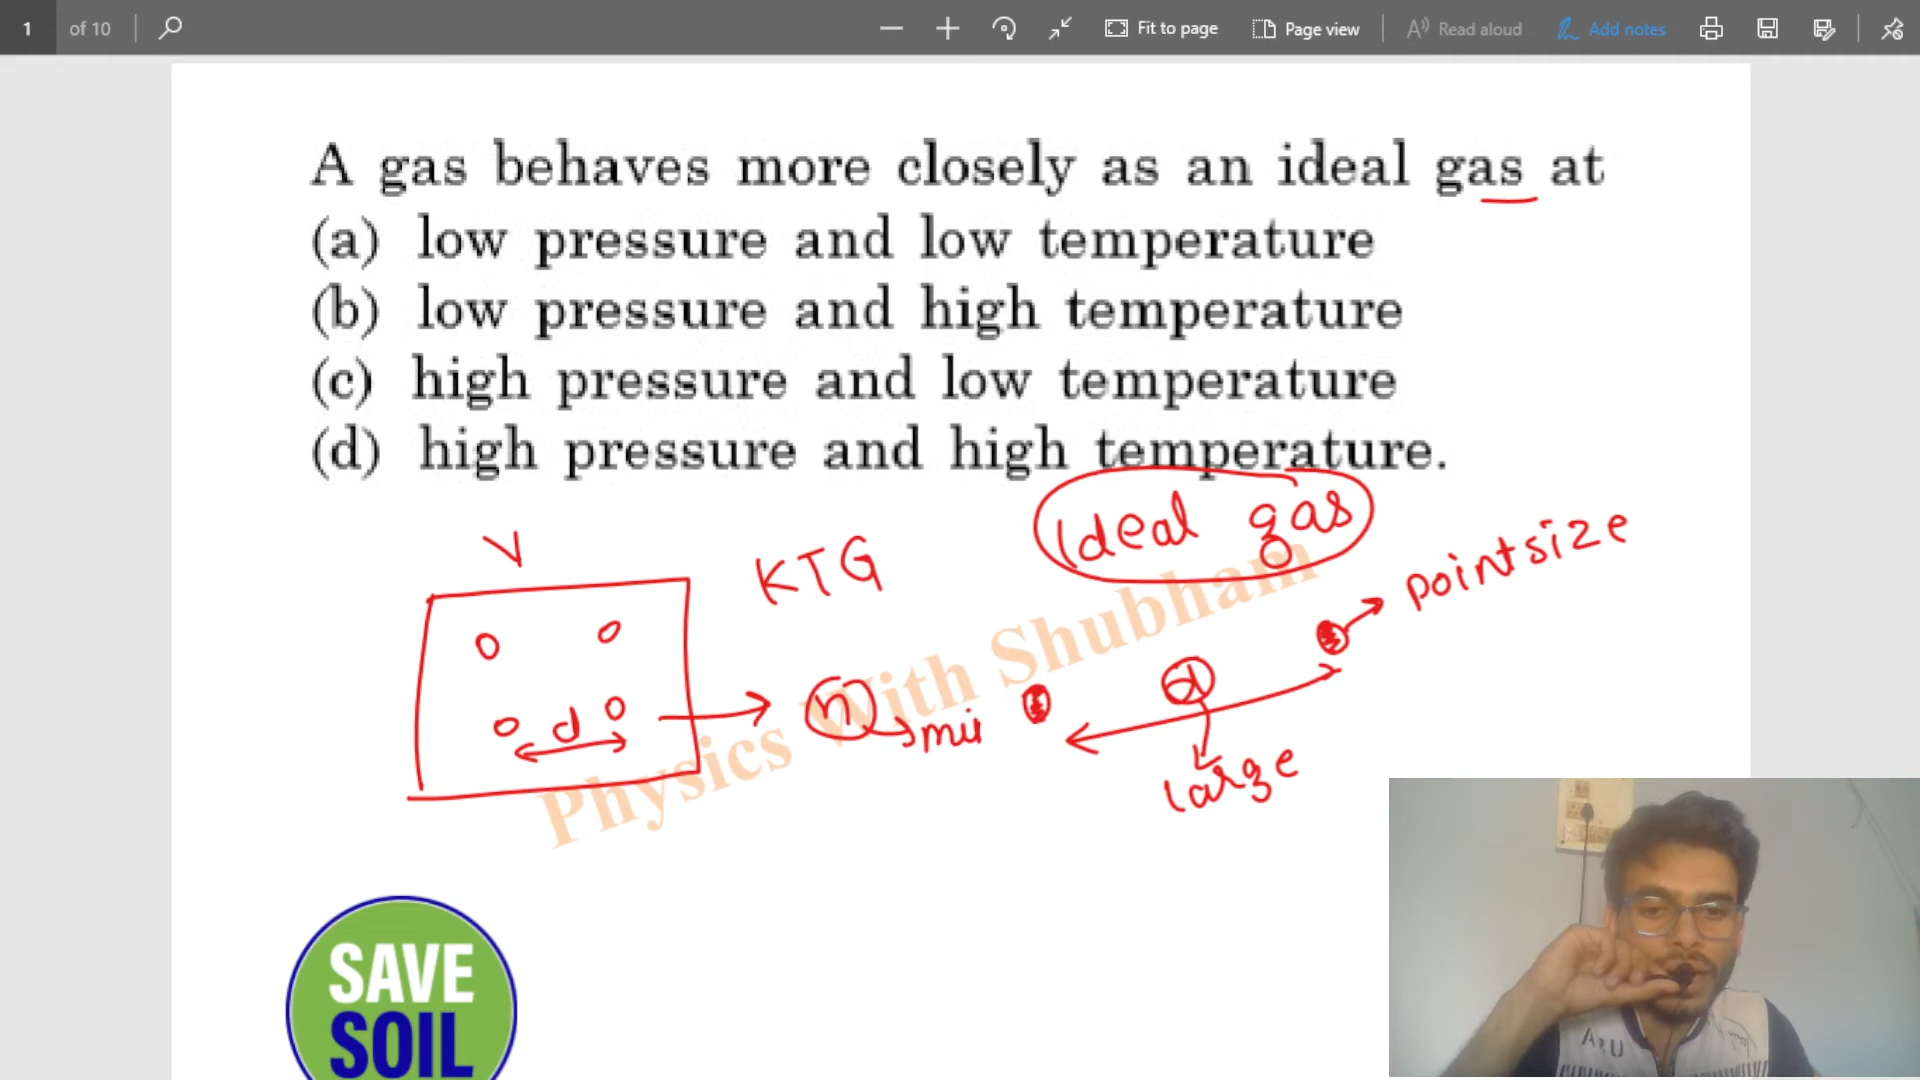 1 of 10 Fit to page Page view Read aloud Add notes
A gas behaves more closely as an ideal gas at
(a) low pressure and low temperature
(b) low pressure and high temperature
(c) high pressure and low temperature
(d) high pressure and high temperature.
Ideal gas
V
KTG
point size
d
n
d
large
Physics With Shubham
SAVE
SOIL